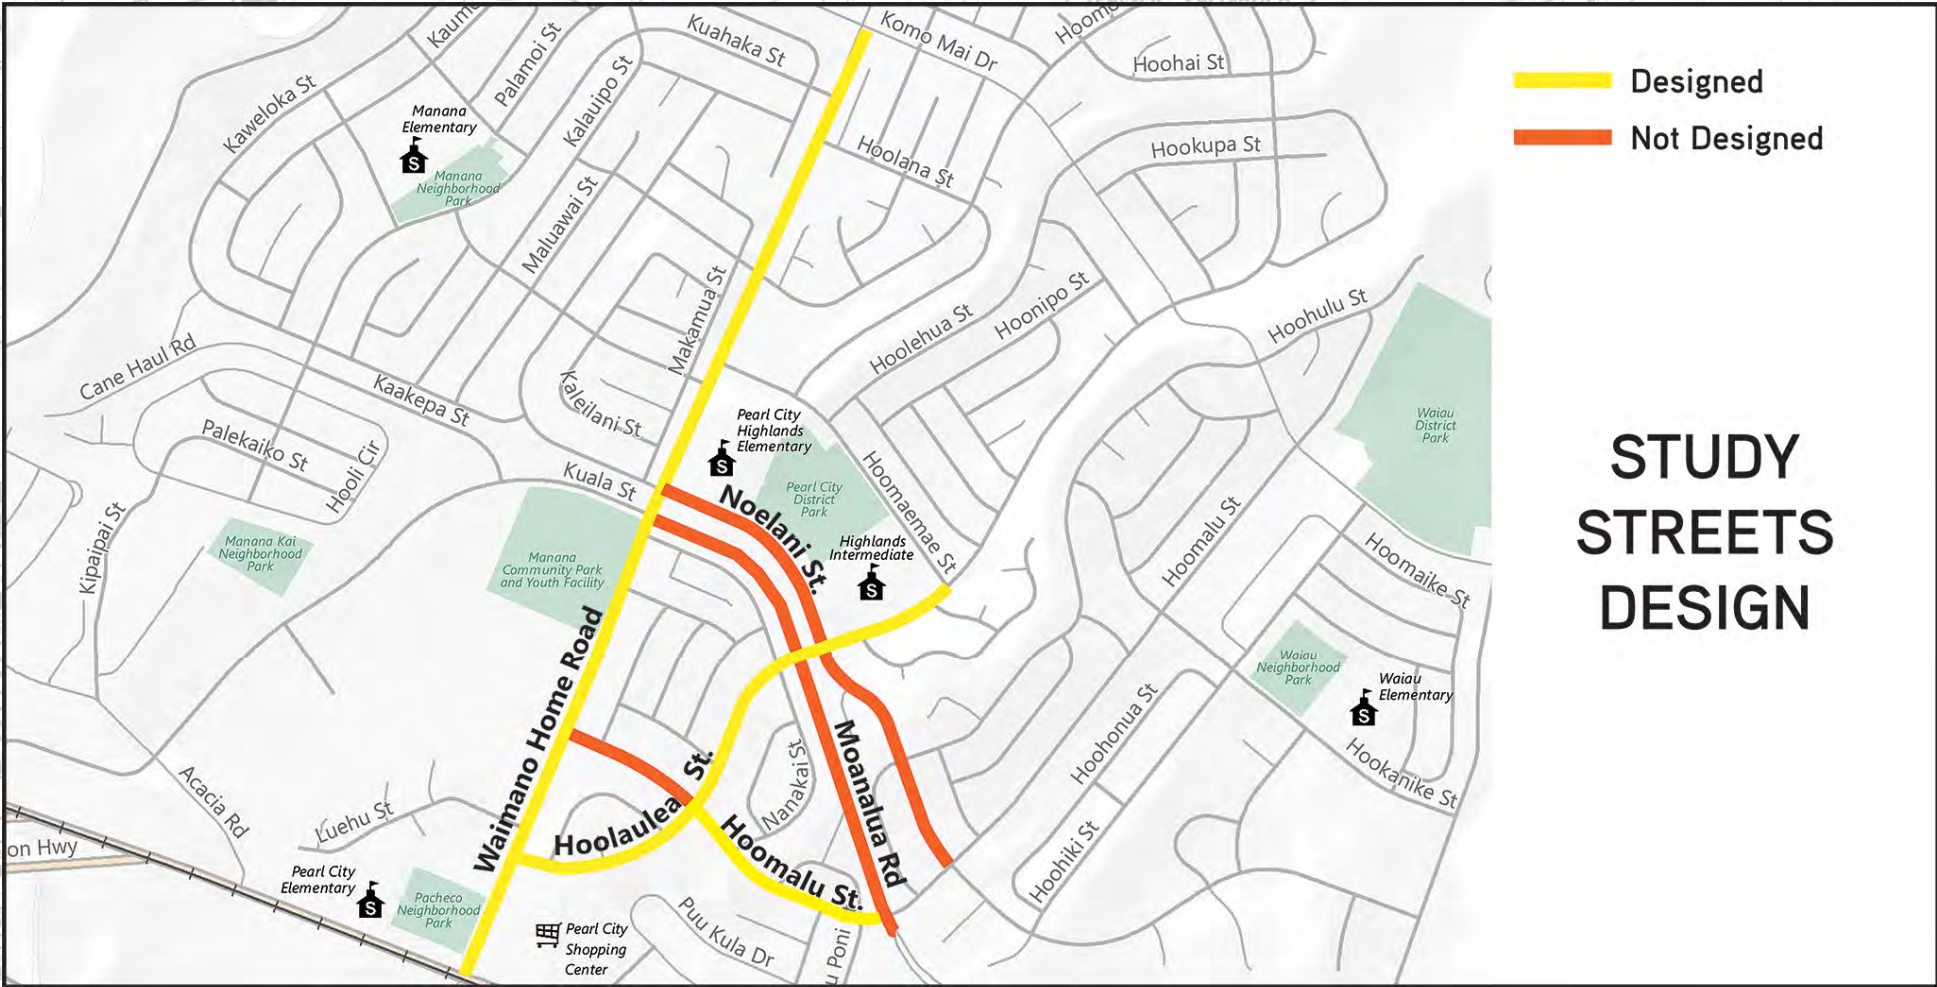 Komo Mai Dr
Kuahaka St
Palamoi St
Hoohai St
Designed
Not Designed
Kaweloka St
Manana
Elementary
Kalauipo St
Hookupa St
Hoolana St
Manana
Neighborhood
Park
Maluawai St
Makamua St
Hoolehua St
Hoonipo St
Hoohulu St
Cane Haul Rd
Kaakepa St
Kaleilani St
Pearl City
Highlands
Elementary
Waiau
District
Park
Palekaiko St
Hooli Cir
Kuala St
Noelani St.
Pearl City
District
Park
Hoomaemae St
STUDY
STREETS
DESIGN
Kipaipai St
Manana Kai
Neighborhood
Park
Manana
Community Park
and Youth Facility
Highlands
Intermediate
Hoomalu St
Hoomaike St
Waimano Home Road
Waiau
Neighborhood
Park
Waiau
Elementary
Hoohonua St
Hookanike St
Moanalua Rd
Nanakai St
Acacia Rd
Luehu St
Hoolaulea St.
Hoomalu St.
Hoohiki St
on Hwy
Pearl City
Elementary
Pacheco
Neighborhood
Park
Pearl City
Shopping
Center
Puu Kula Dr
u Poni
S
S
S
S
S